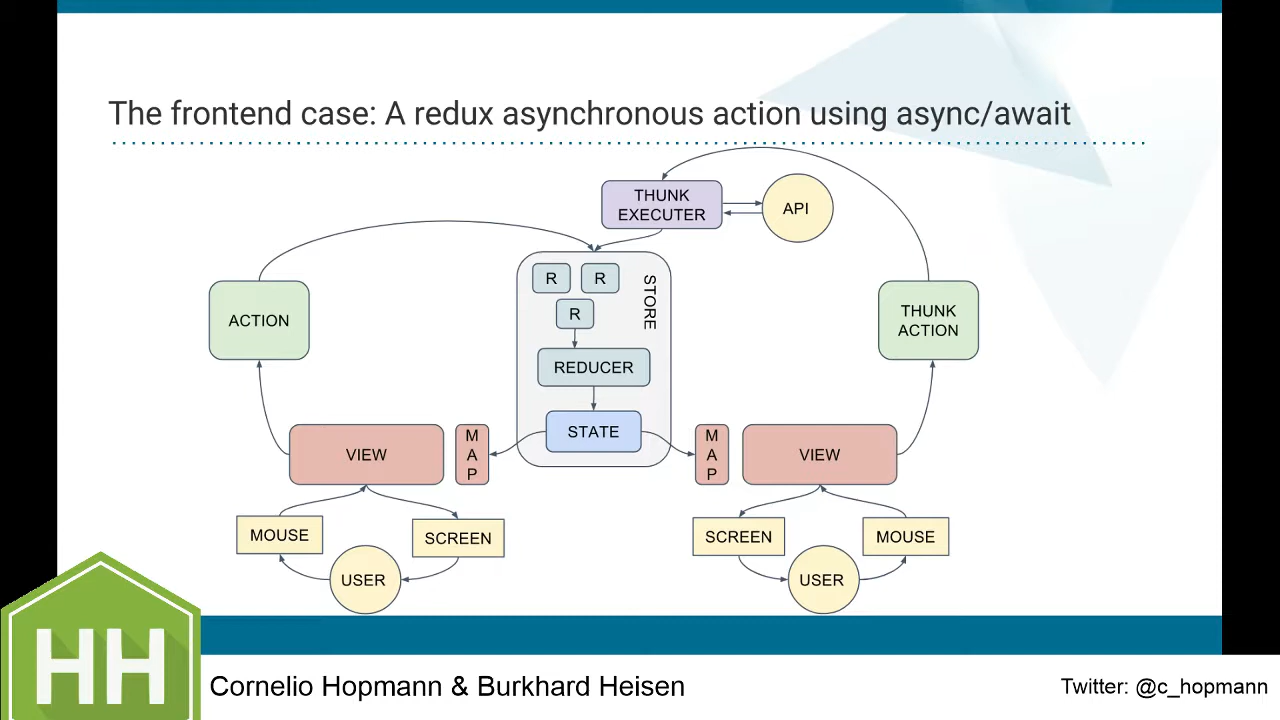 The frontend case: A redux asynchronous action using async/await
THUNK
EXECUTER
API
R
R
STORE
R
ACTION
THUNK
ACTION
REDUCER
STATE
VIEW
M
A
P
M
A
P
VIEW
MOUSE
SCREEN
USER
SCREEN
MOUSE
USER
HH
Cornelio Hopmann & Burkhard Heisen
Twitter: @c_hopmann